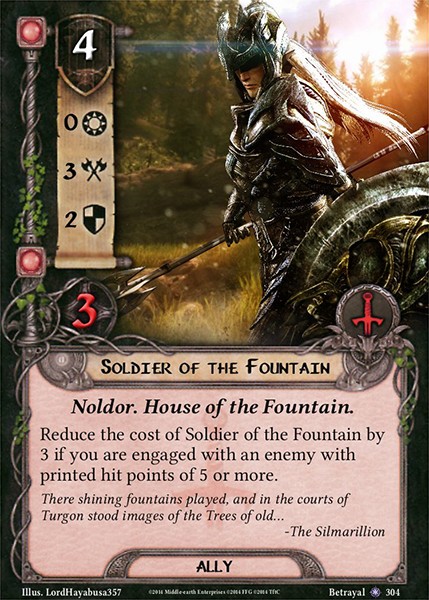 4
0
3
2
3
SOLDIER OF THE FOUNTAIN
Noldor. House of the Fountain.
Reduce the cost of Soldier of the Fountain by
3 if you are engaged with an enemy with
printed hit points of 5 or more.
There shining fountains played, and in the courts of
Turgon stood images of the Trees of old...
-The Silmarillion
ALLY
Illus. LordHayabusa357
©2014 Middle-earth Enterprises ©2014 FFG ©2014 TftC
Betrayal 304